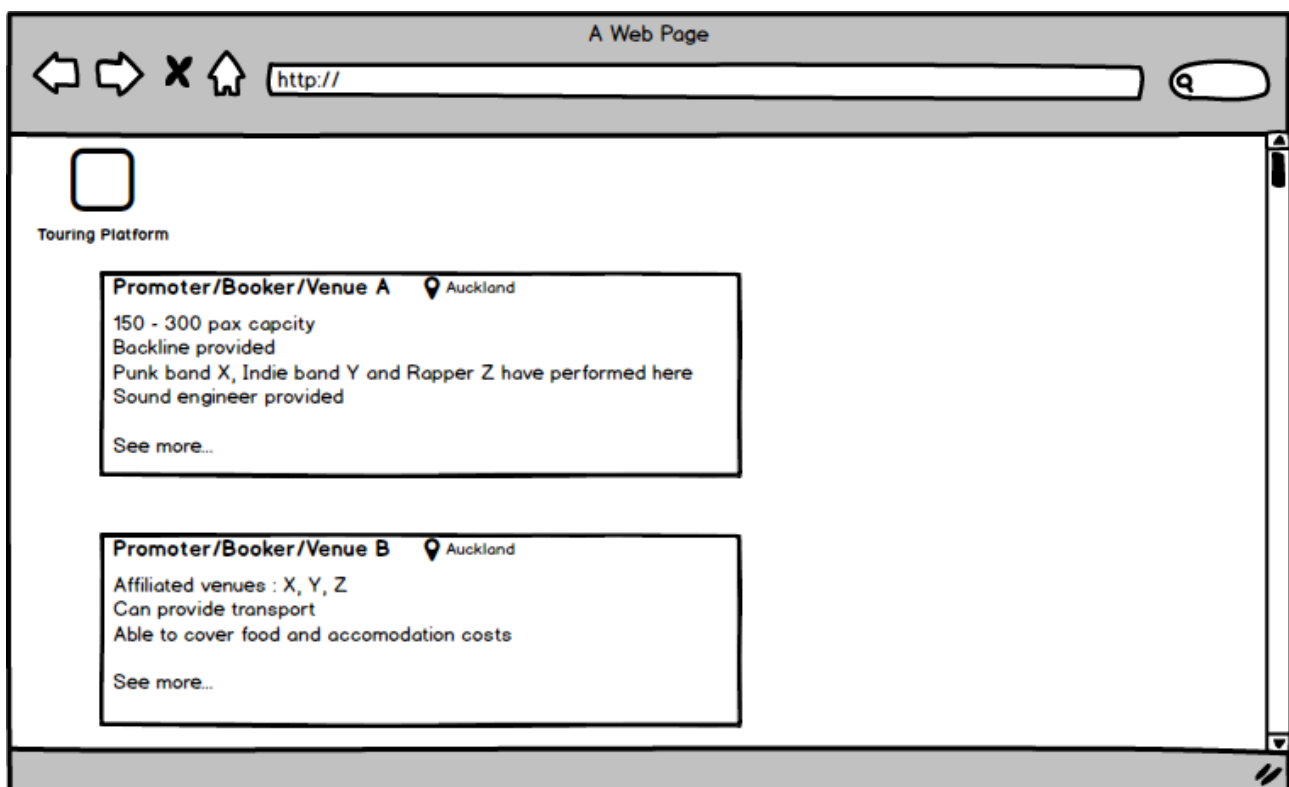 A Web Page
http://
Touring Platform
Promoter/Booker/Venue A Auckland
150 - 300 pax capcity
Backline provided
Punk band X, Indie band Y and Rapper Z have performed here
Sound engineer provided
See more...
Promoter/Booker/Venue B Auckland
Affiliated venues : X, Y, Z
Can provide transport
Able to cover food and accomodation costs
See more...